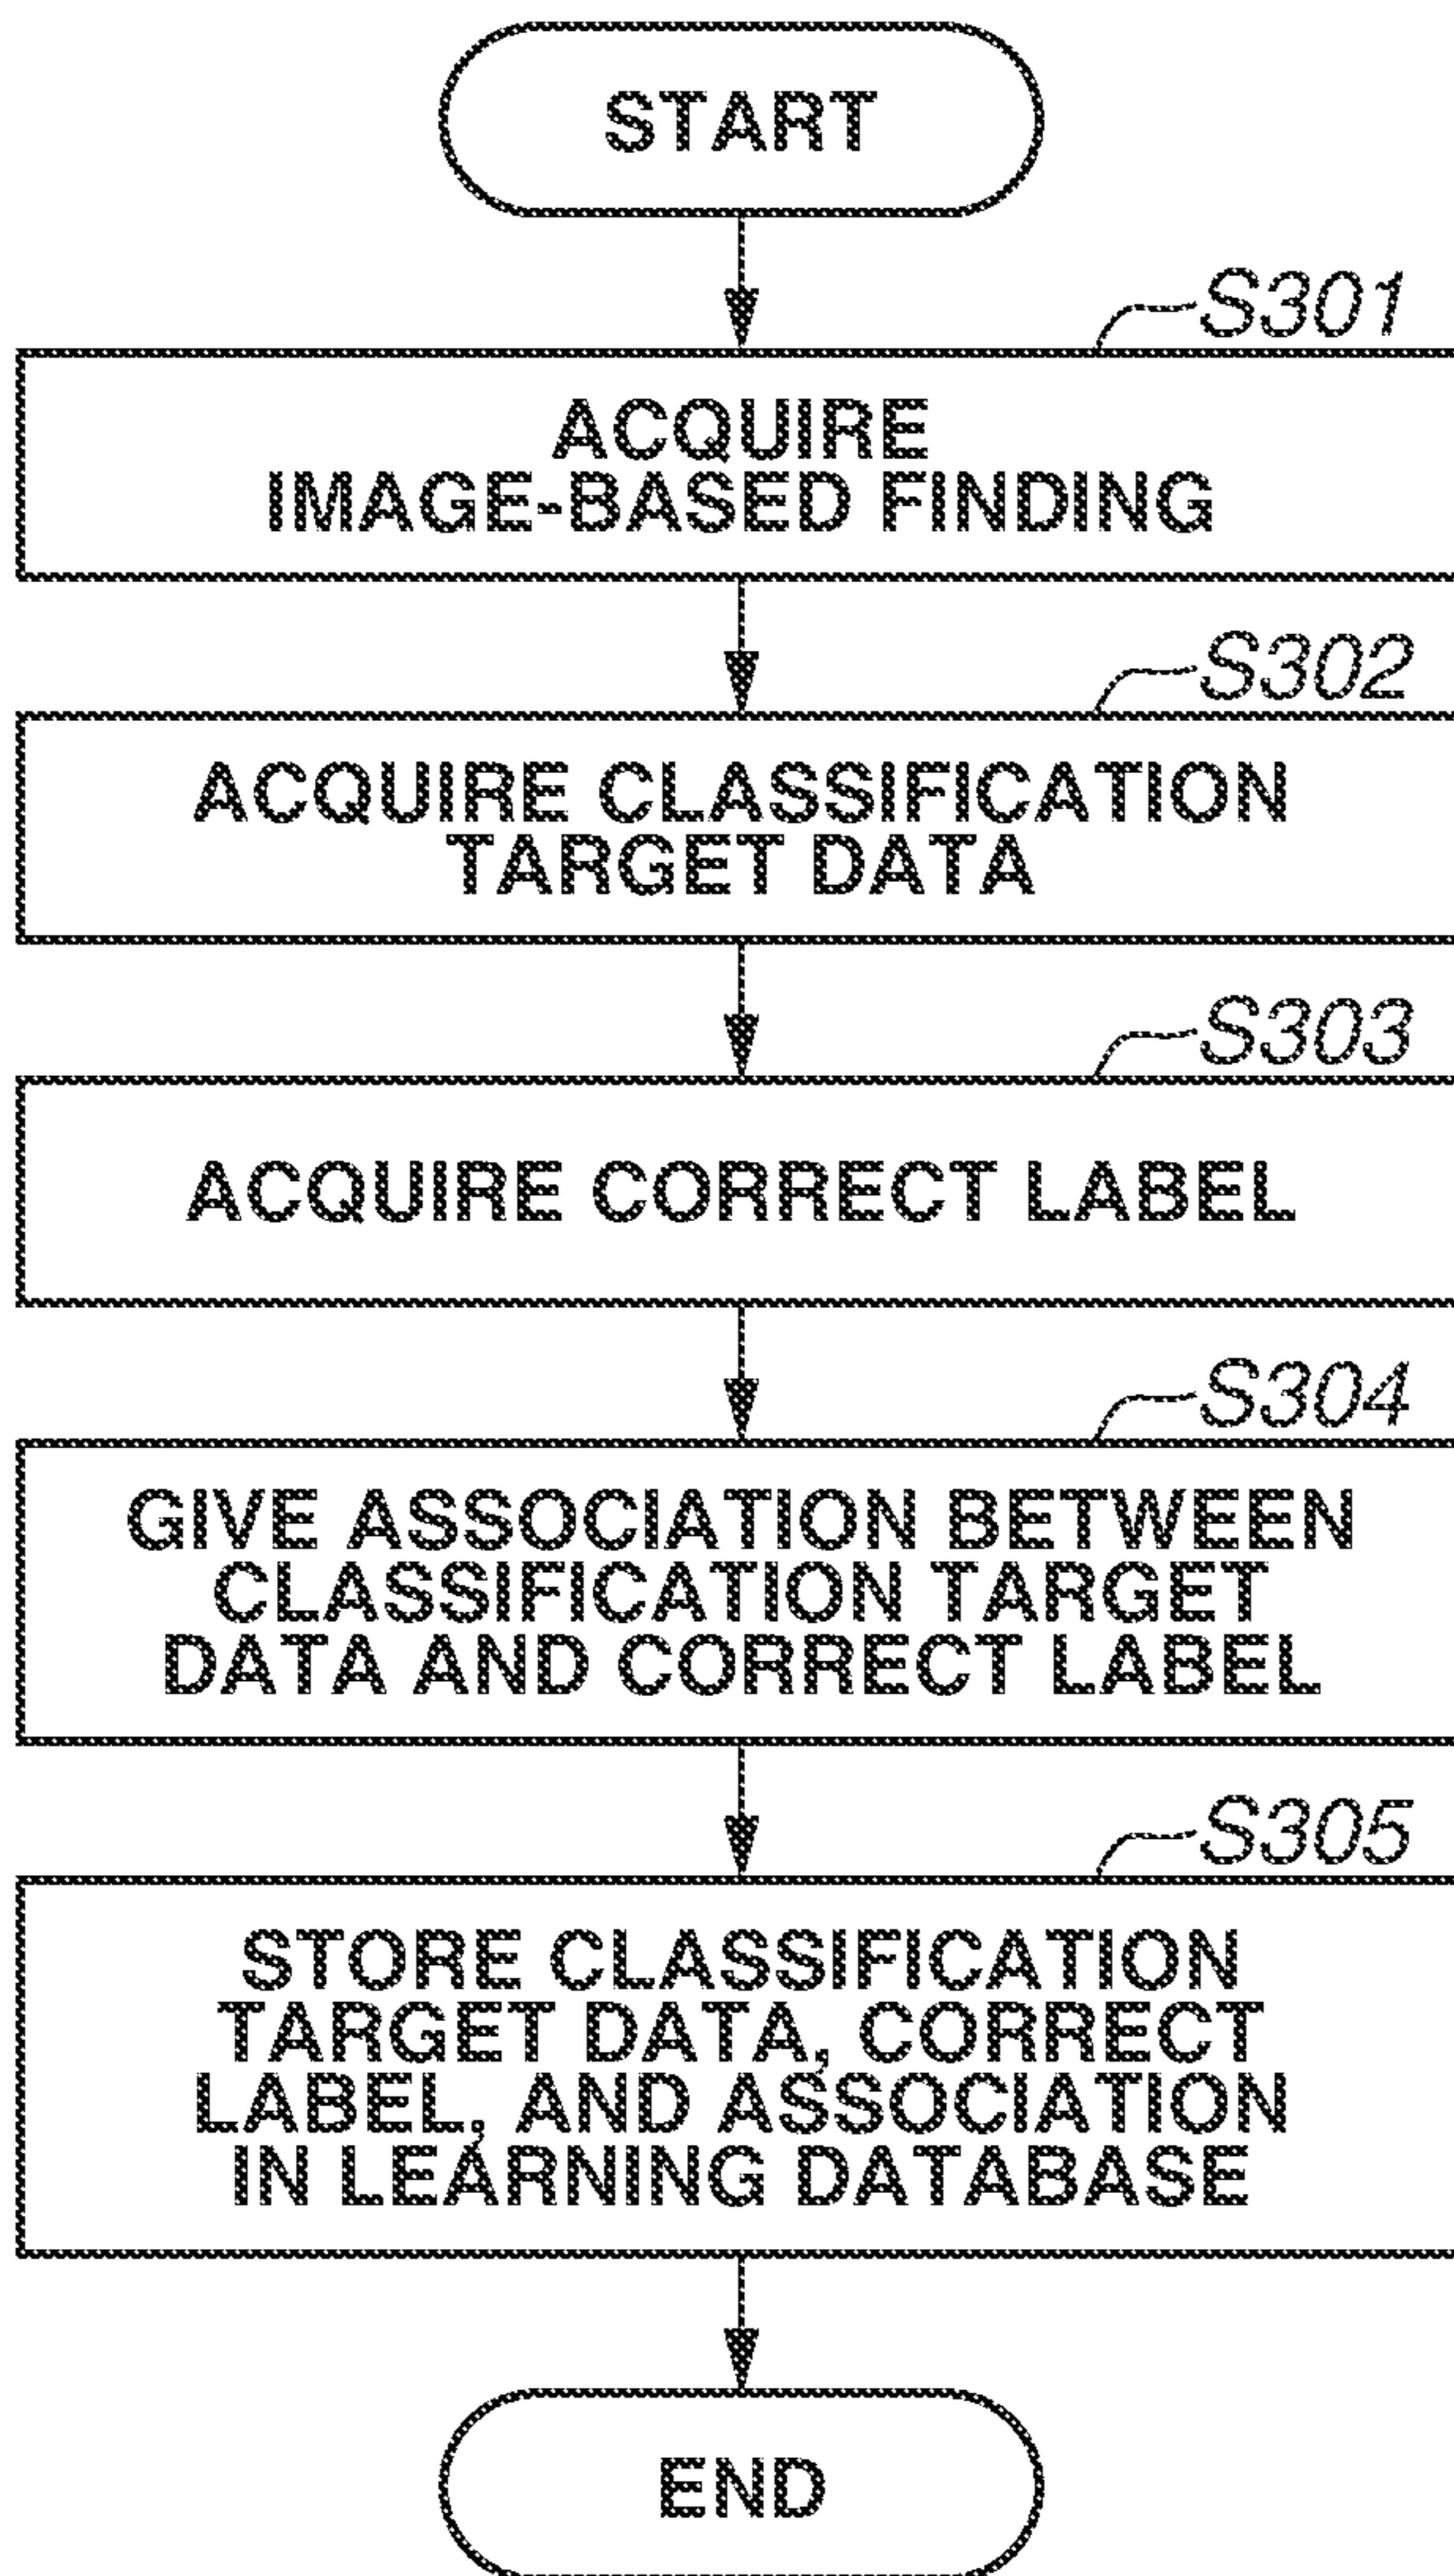 START
S301
ACQUIRE
IMAGE-BASED FINDING
S302
ACQUIRE CLASSIFICATION
TARGET DATA
S303
ACQUIRE CORRECT LABEL
S304
GIVE ASSOCIATION BETWEEN
CLASSIFICATION TARGET
DATA AND CORRECT LABEL
S305
STORE CLASSIFICATION
TARGET DATA, CORRECT
LABEL, AND ASSOCIATION
IN LEARNING DATABASE
END